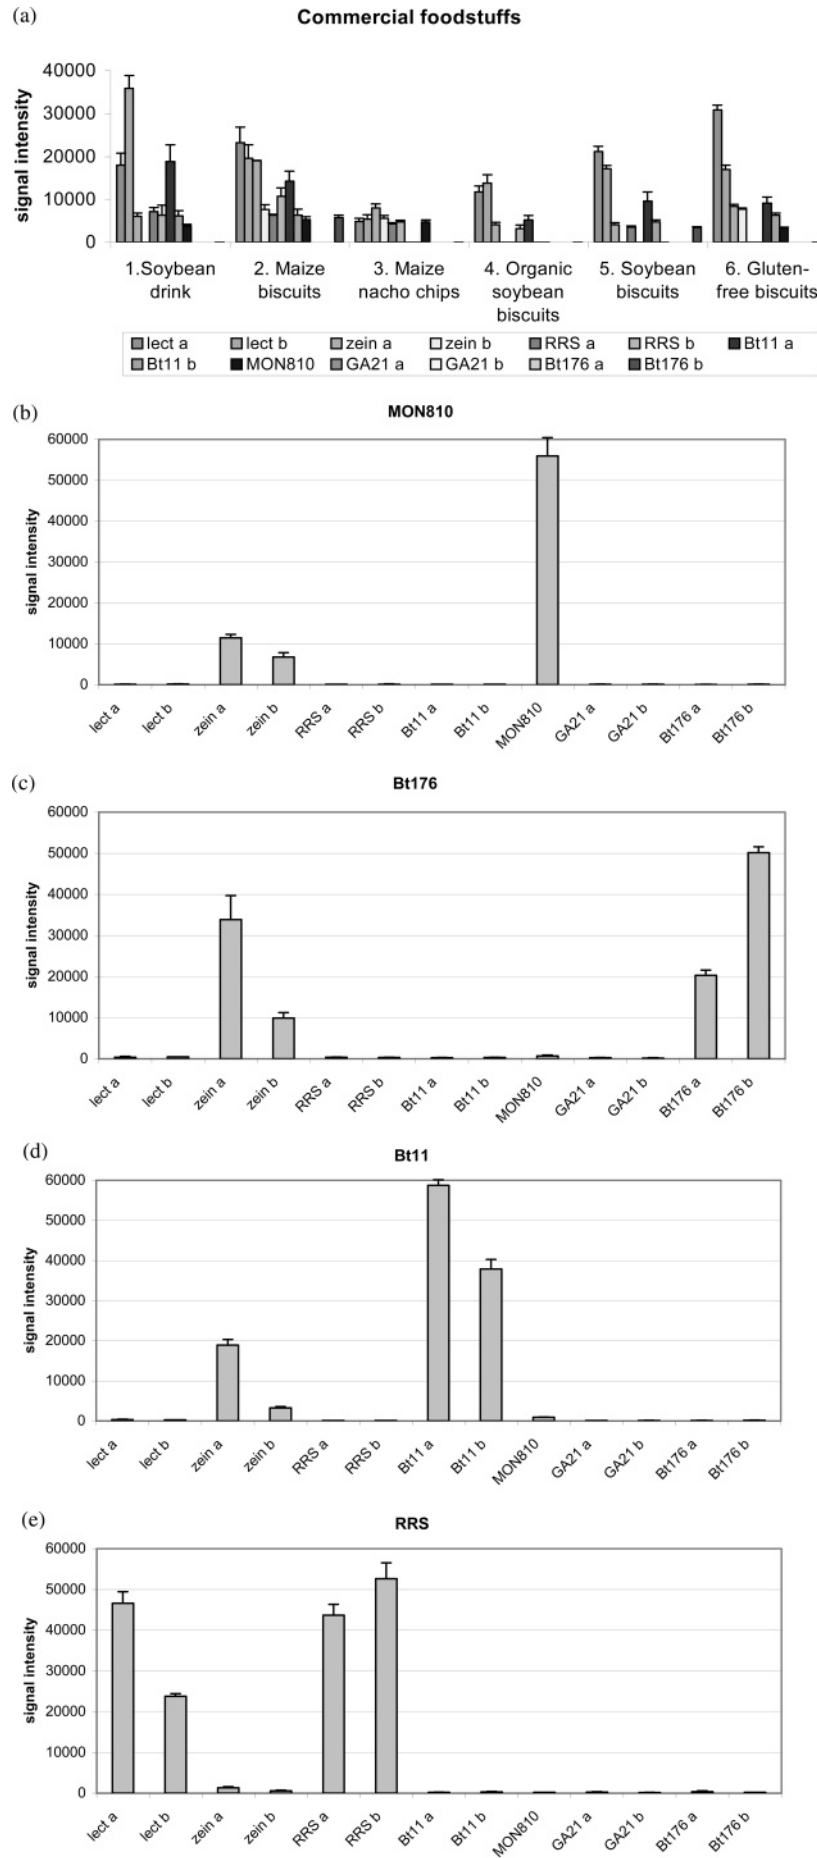 (a)
Commercial foodstuffs
signal intensity
40000
30000
20000
10000
0
1.Soybean drink
2. Maize biscuits
3. Maize nacho chips
4. Organic soybean biscuits
5. Soybean biscuits
6. Gluten-free biscuits
lect a lect b zein a zein b RRS a RRS b Bt11 a
Bt11 b MON810 GA21 a GA21 b Bt176 a Bt176 b
(b)
MON810
signal intensity
60000
50000
40000
30000
20000
10000
0
lect a lect b zein a zein b RRS a RRS b Bt11 a Bt11 b MON810 GA21 a GA21 b Bt176 a Bt176 b
(c)
Bt176
signal intensity
60000
50000
40000
30000
20000
10000
0
lect a lect b zein a zein b RRS a RRS b Bt11 a Bt11 b MON810 GA21 a GA21 b Bt176 a Bt176 b
(d)
Bt11
signal intensity
60000
50000
40000
30000
20000
10000
0
lect a lect b zein a zein b RRS a RRS b Bt11 a Bt11 b MON810 GA21 a GA21 b Bt176 a Bt176 b
(e)
RRS
signal intensity
60000
50000
40000
30000
20000
10000
0
lect a lect b zein a zein b RRS a RRS b Bt11 a Bt11 b MON810 GA21 a GA21 b Bt176 a Bt176 b